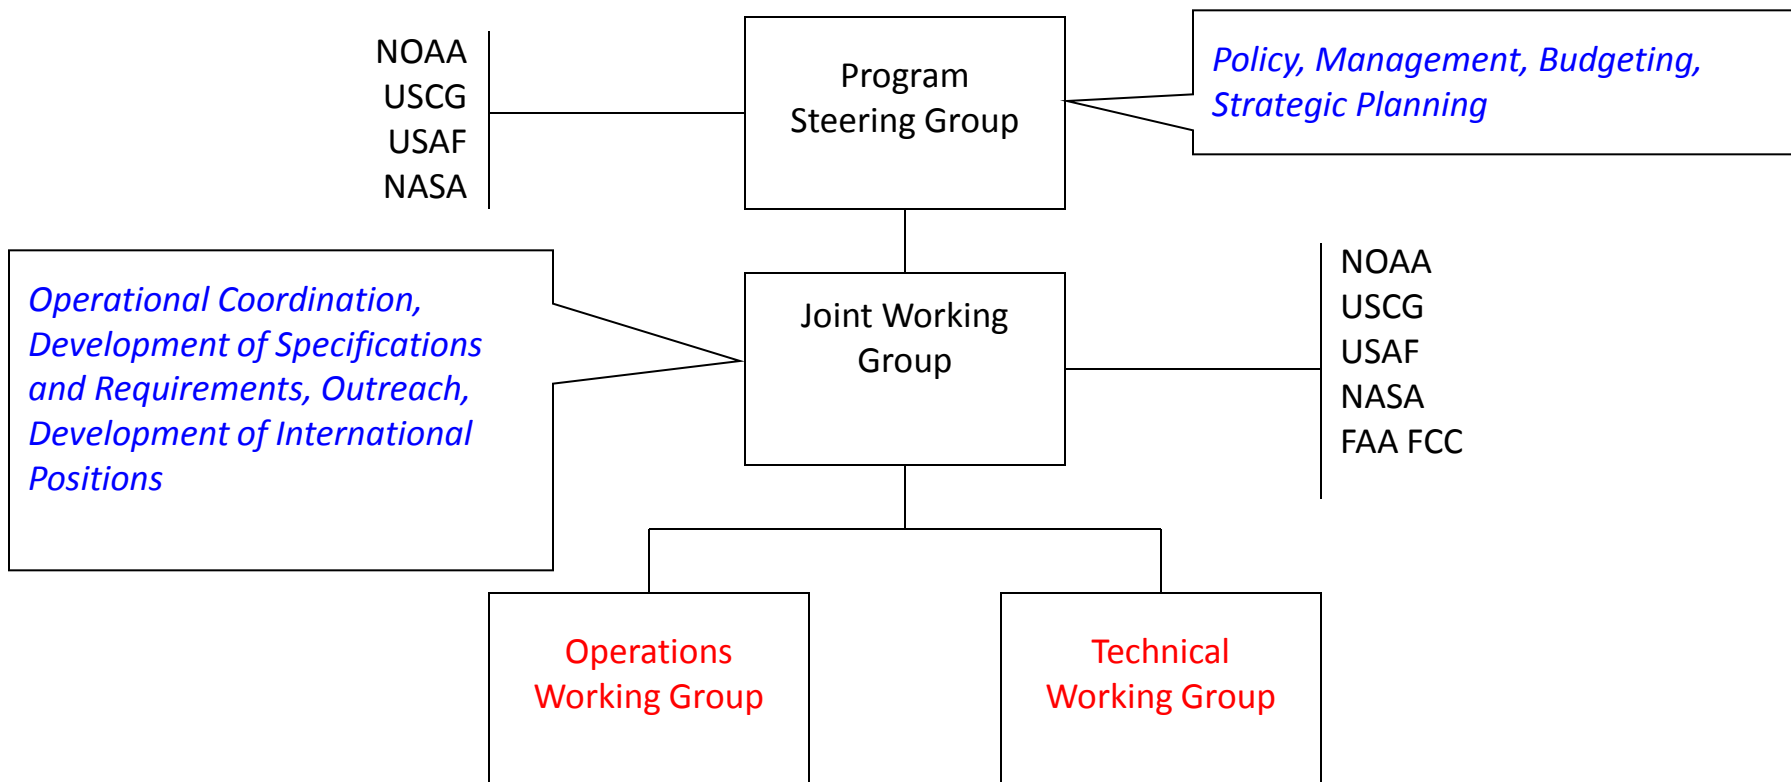 NOAA
USCG
USAF
NASA
Program
Steering Group
Policy, Management, Budgeting,
Strategic Planning
Operational Coordination,
Development of Specifications
and Requirements, Outreach,
Development of International
Positions
Joint Working
Group
NOAA
USCG
USAF
NASA
FAA FCC
Operations
Working Group
Technical
Working Group